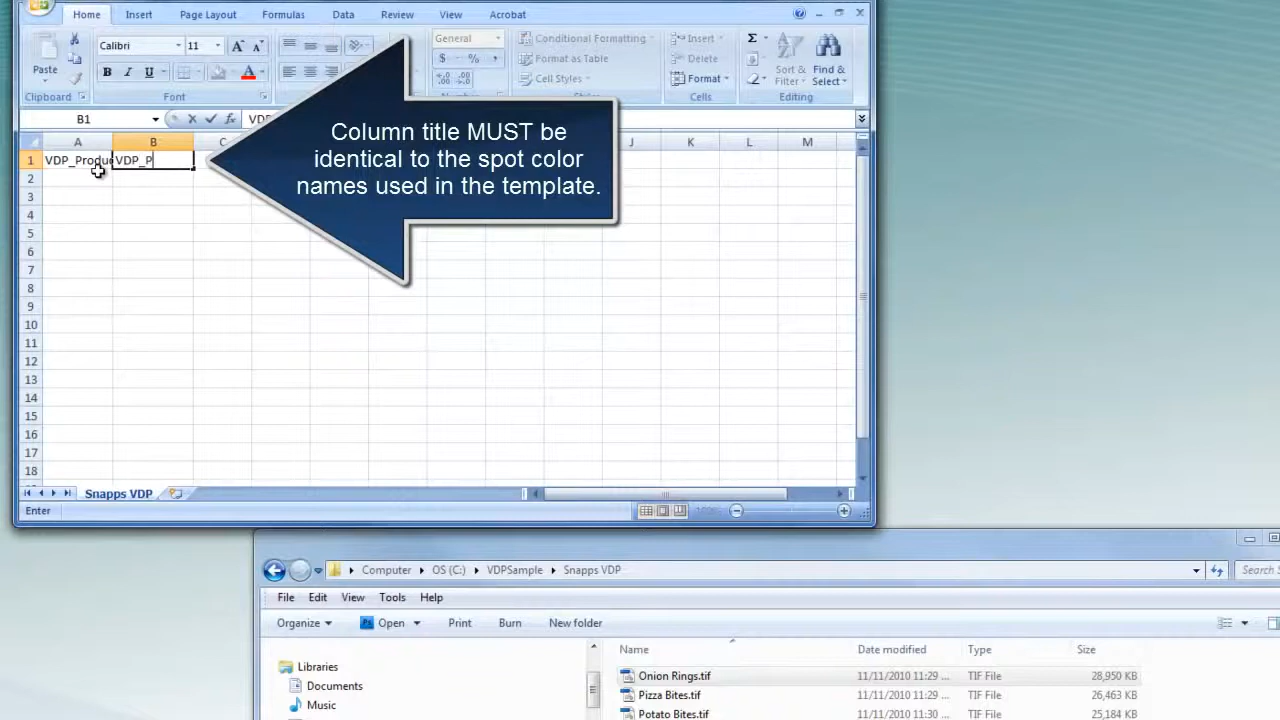 Home Insert Page Layout Formulas Data Review View Acrobat
Calibri 11 General Conditional Formatting Insert Σ
Paste B I U A $ % , Format as Table Delete Sort & Find &
Cell Styles Format Filter Select
Clipboard Font Cells Editing
B1 fx
A B J K L M
1 VDP_Produ VDP_P
2
3
4
5
6
7
8
9
10
11
12
13
14
15
16
17
18
Column title MUST be
identical to the spot color
names used in the template.
Snapps VDP
Enter
Computer OS (C:) VDPSample Snapps VDP Search
File Edit View Tools Help
Organize Open Print Burn New folder
Name Date modified Type Size
Libraries
Documents
Music
Onion Rings.tif 11/11/2010 11:29 ... TIF File 28,950 KB
Pizza Bites.tif 11/11/2010 11:29 ... TIF File 26,463 KB
Potato Bites.tif 11/11/2010 11:30 ... TIF File 25,184 KB